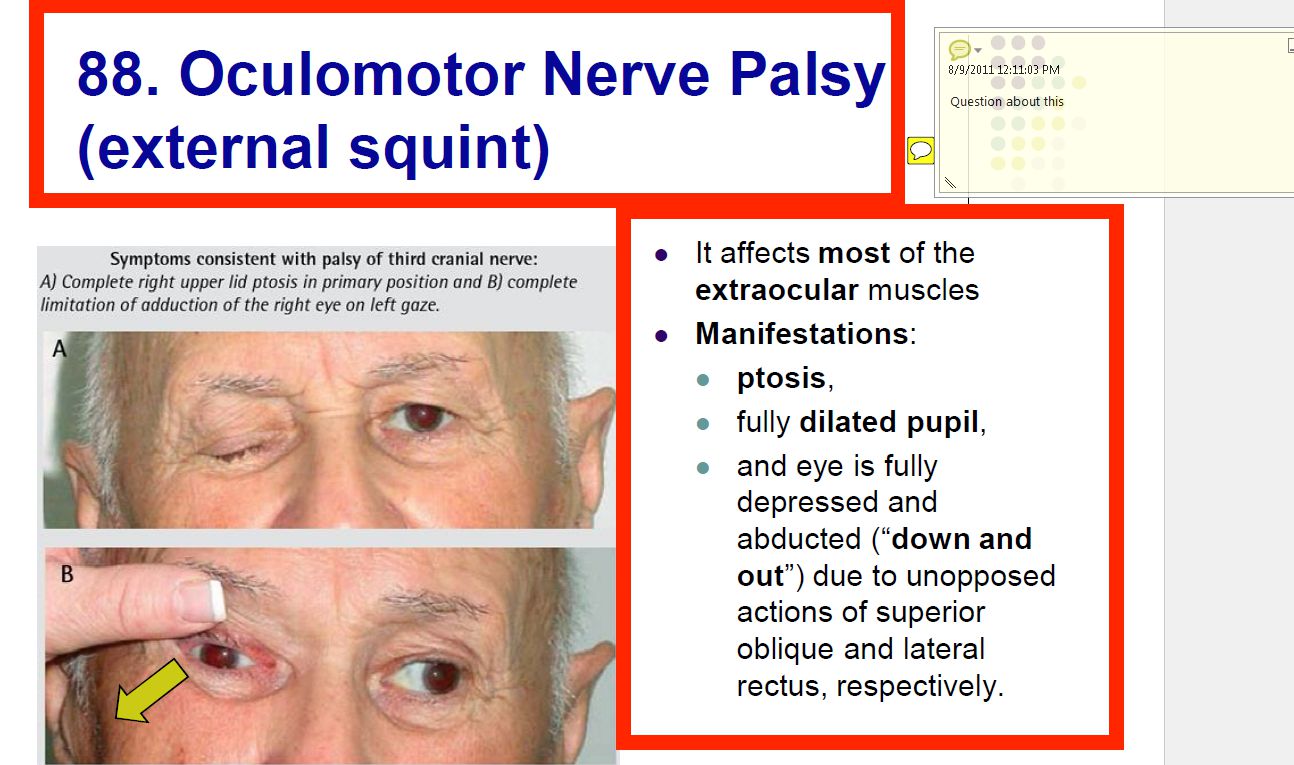 88. Oculomotor Nerve Palsy
(external squint)
8/9/2011 12:11:03 PM
Question about this
Symptoms consistent with palsy of third cranial nerve:
A) Complete right upper lid ptosis in primary position and B) complete
limitation of adduction of the right eye on left gaze.
A
B
It affects most of the
extraocular muscles
Manifestations:
ptosis,
fully dilated pupil,
and eye is fully
depressed and
abducted (“down and
out”) due to unopposed
actions of superior
oblique and lateral
rectus, respectively.